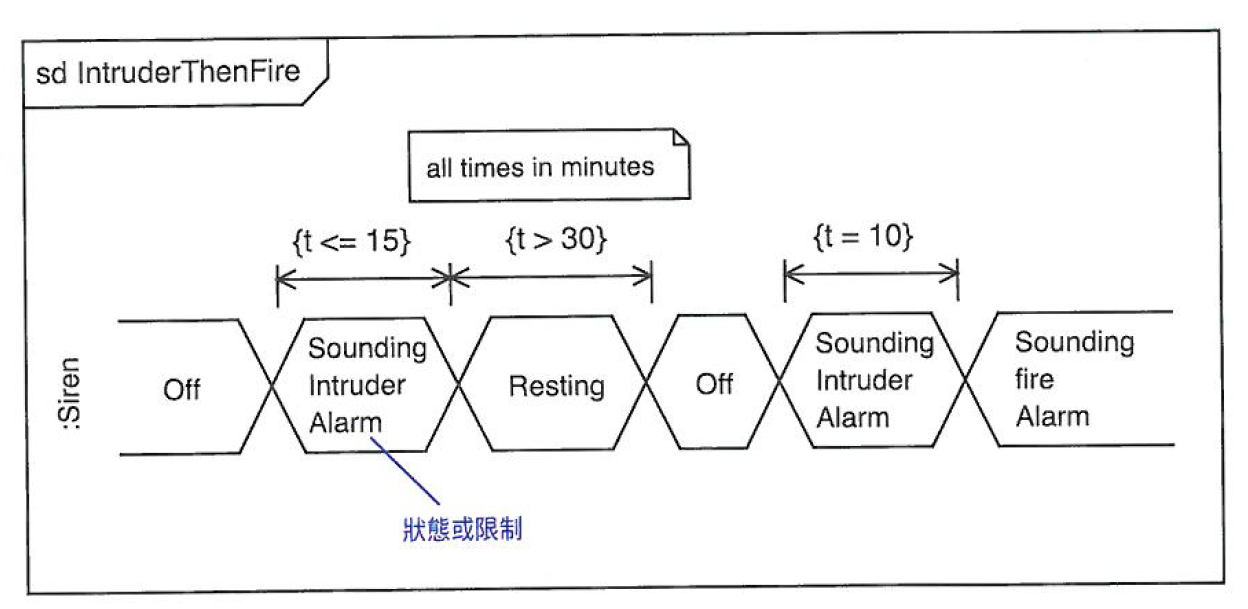 sd IntruderThenFire
all times in minutes
{t <= 15}
{t > 30}
{t = 10}
:Siren
Off
Sounding
Intruder
Alarm
Resting
Off
Sounding
Intruder
Alarm
Sounding
fire
Alarm
狀態或限制